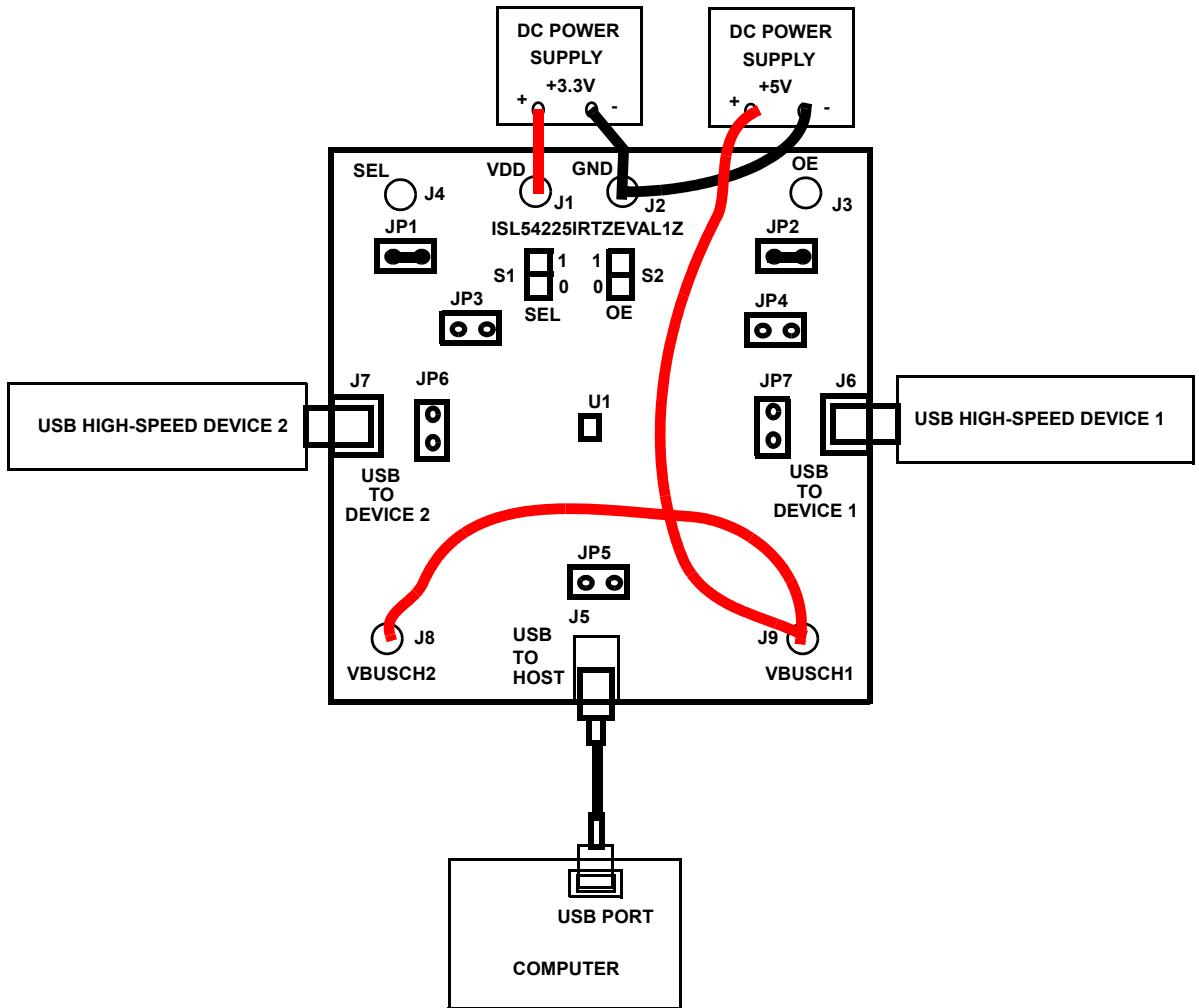 DC POWER
SUPPLY
+3.3V
+ -
DC POWER
SUPPLY
+5V
+ -
SEL
J4
VDD
J1
GND
J2
OE
J3
ISL54225IRTZEVAL1Z
JP1
JP2
S1
1
0
SEL
1
0
S2
OE
JP3
JP4
J7
JP6
U1
JP7
J6
USB HIGH-SPEED DEVICE 2
USB HIGH-SPEED DEVICE 1
USB
TO
DEVICE 2
USB
TO
DEVICE 1
JP5
J5
USB
TO
HOST
J8
VBUSCH2
J9
VBUSCH1
USB PORT
COMPUTER